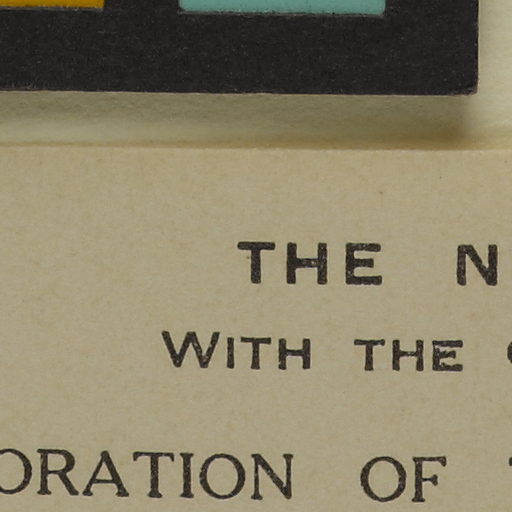 THE N
WITH THE
ORATION OF